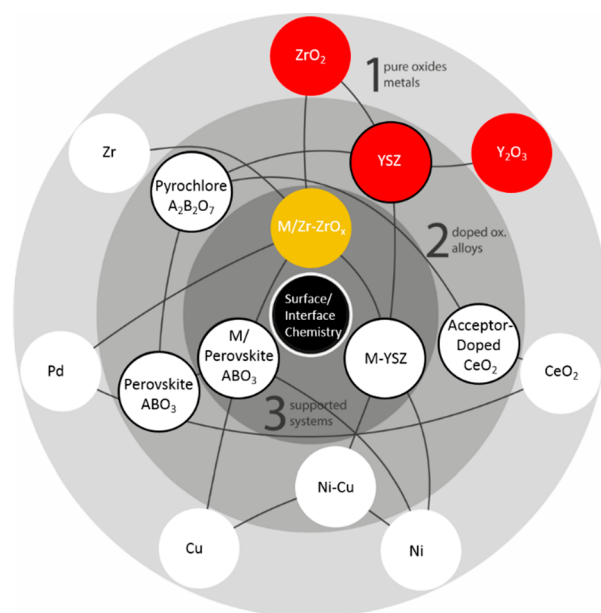 ZrO₂
1 pure oxides
metals
Zr
YSZ
Y₂O₃
Pyrochlore
A₂B₂O₇
M/Zr-ZrOₓ
2 doped ox.
alloys
Surface/
Interface
Chemistry
Acceptor-
Doped
CeO₂
M/
Perovskite
ABO₃
M-YSZ
Pd
Perovskite
ABO₃
CeO₂
3 supported
systems
Ni-Cu
Cu
Ni